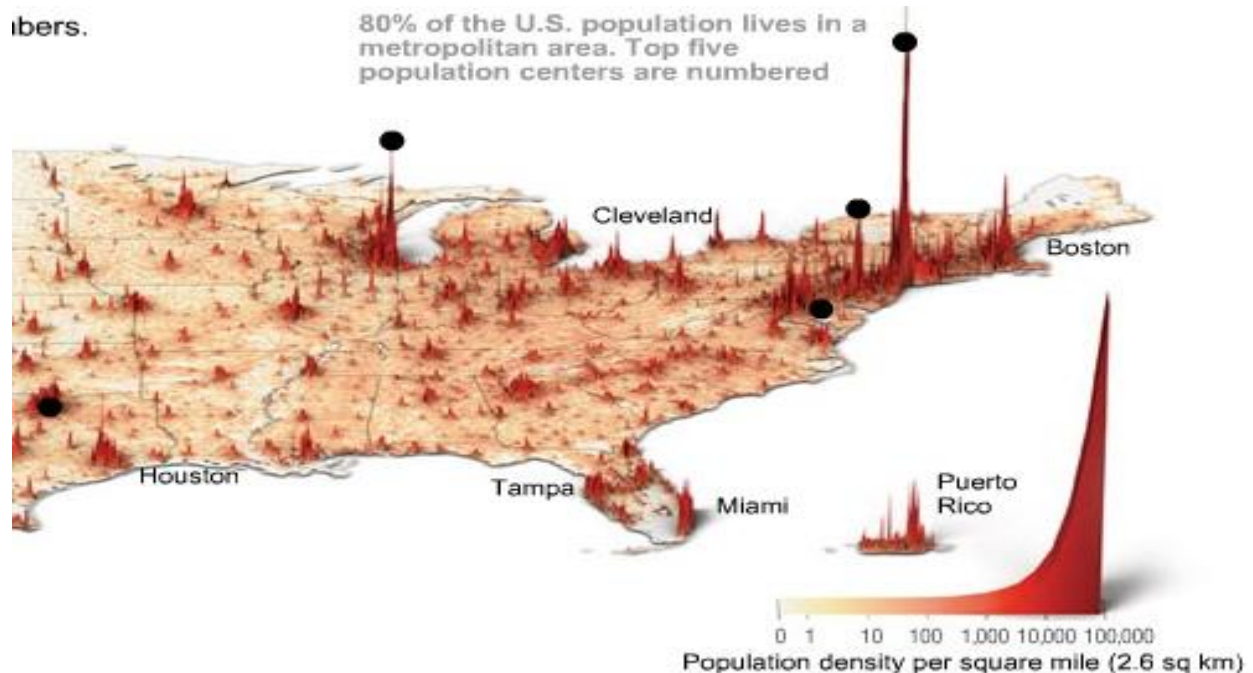 ibers.
80% of the U.S. population lives in a
metropolitan area. Top five
population centers are numbered
Cleveland
Boston
Houston
Tampa
Miami
Puerto
Rico
0 1 10 100 1,000 10,000 100,000
Population density per square mile (2.6 sq km)